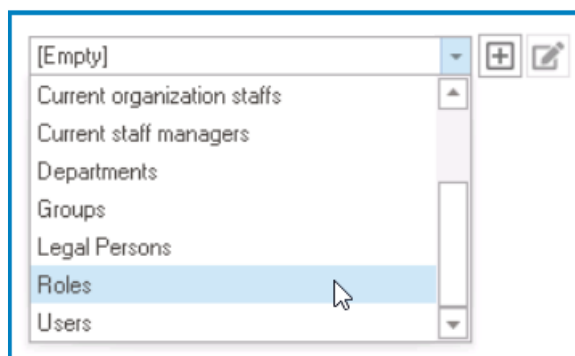 [Empty]
Current organization staffs
Current staff managers
Departments
Groups
Legal Persons
Roles
Users